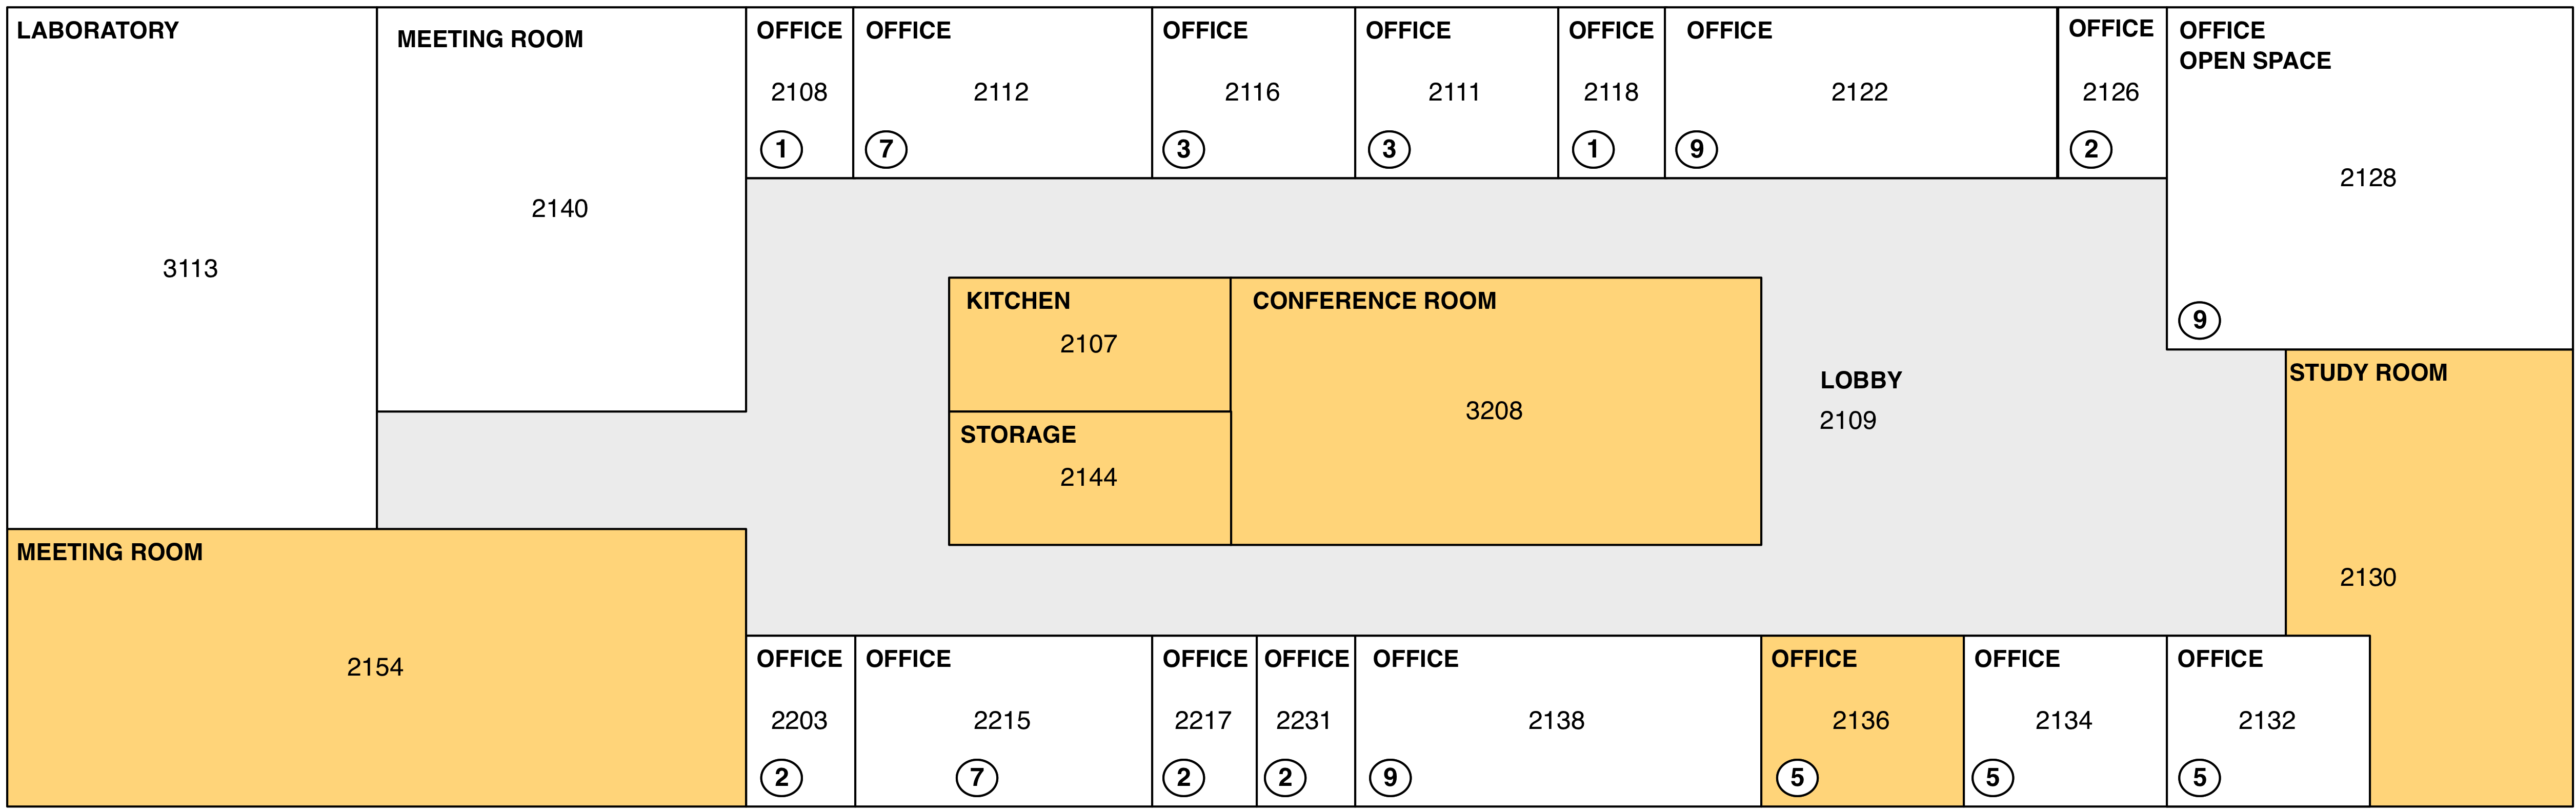 LABORATORY
3113
MEETING ROOM
2140
OFFICE
2108
1
OFFICE
2112
7
OFFICE
2116
3
OFFICE
2111
3
OFFICE
2118
1
OFFICE
2122
9
OFFICE
2126
2
OFFICE
OPEN SPACE
2128
9
KITCHEN
2107
CONFERENCE ROOM
3208
STORAGE
2144
LOBBY
2109
STUDY ROOM
2130
MEETING ROOM
2154
OFFICE
2203
2
OFFICE
2215
7
OFFICE
2217
2
OFFICE
2231
2
OFFICE
2138
9
OFFICE
2136
5
OFFICE
2134
5
OFFICE
2132
5